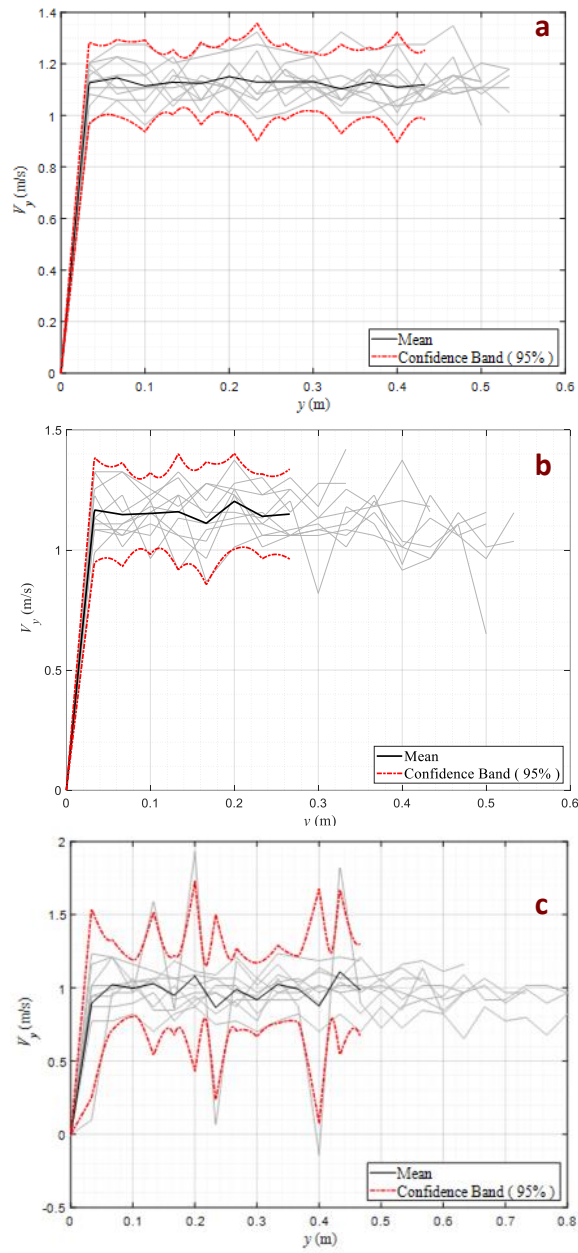 a
1.4
1.2
1
0.8
0.6
0.4
0.2
0
V_y (m/s)
Mean
Confidence Band ( 95%)
0 0.1 0.2 0.3 0.4 0.5 0.6
y (m)
b
1.5
1
0.5
0
V_y (m/s)
Mean
Confidence Band ( 95%)
0 0.1 0.2 0.3 0.4 0.5 0.6
y (m)
c
2
1.5
1
0.5
0
-0.5
V_y (m/s)
Mean
Confidence Band ( 95%)
0 0.1 0.2 0.3 0.4 0.5 0.6 0.7 0.8
y (m)